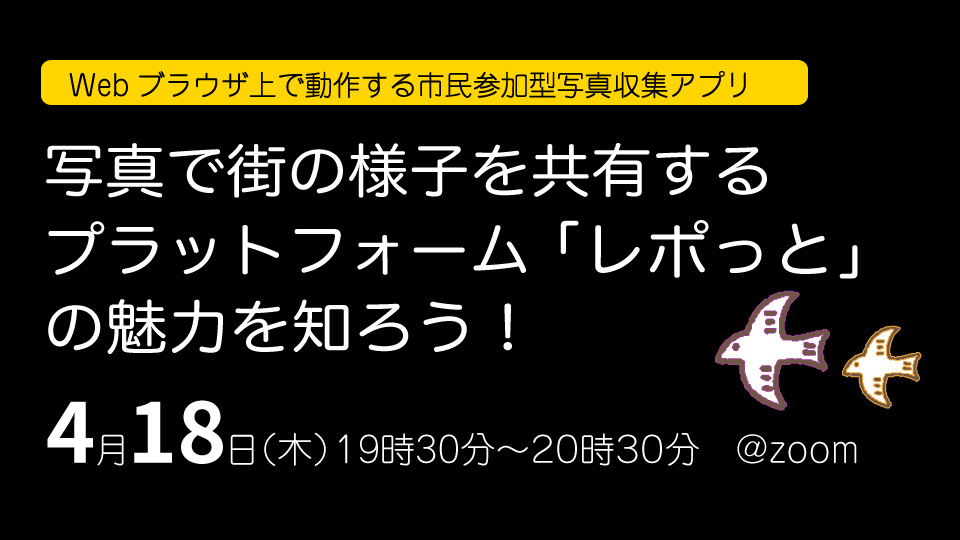 Webブラウザ上で動作する市民参加型写真収集アプリ
写真で街の様子を共有する
プラットフォーム「レポっと」
の魅力を知ろう！
4月18日(木)19時30分～20時30分　@zoom